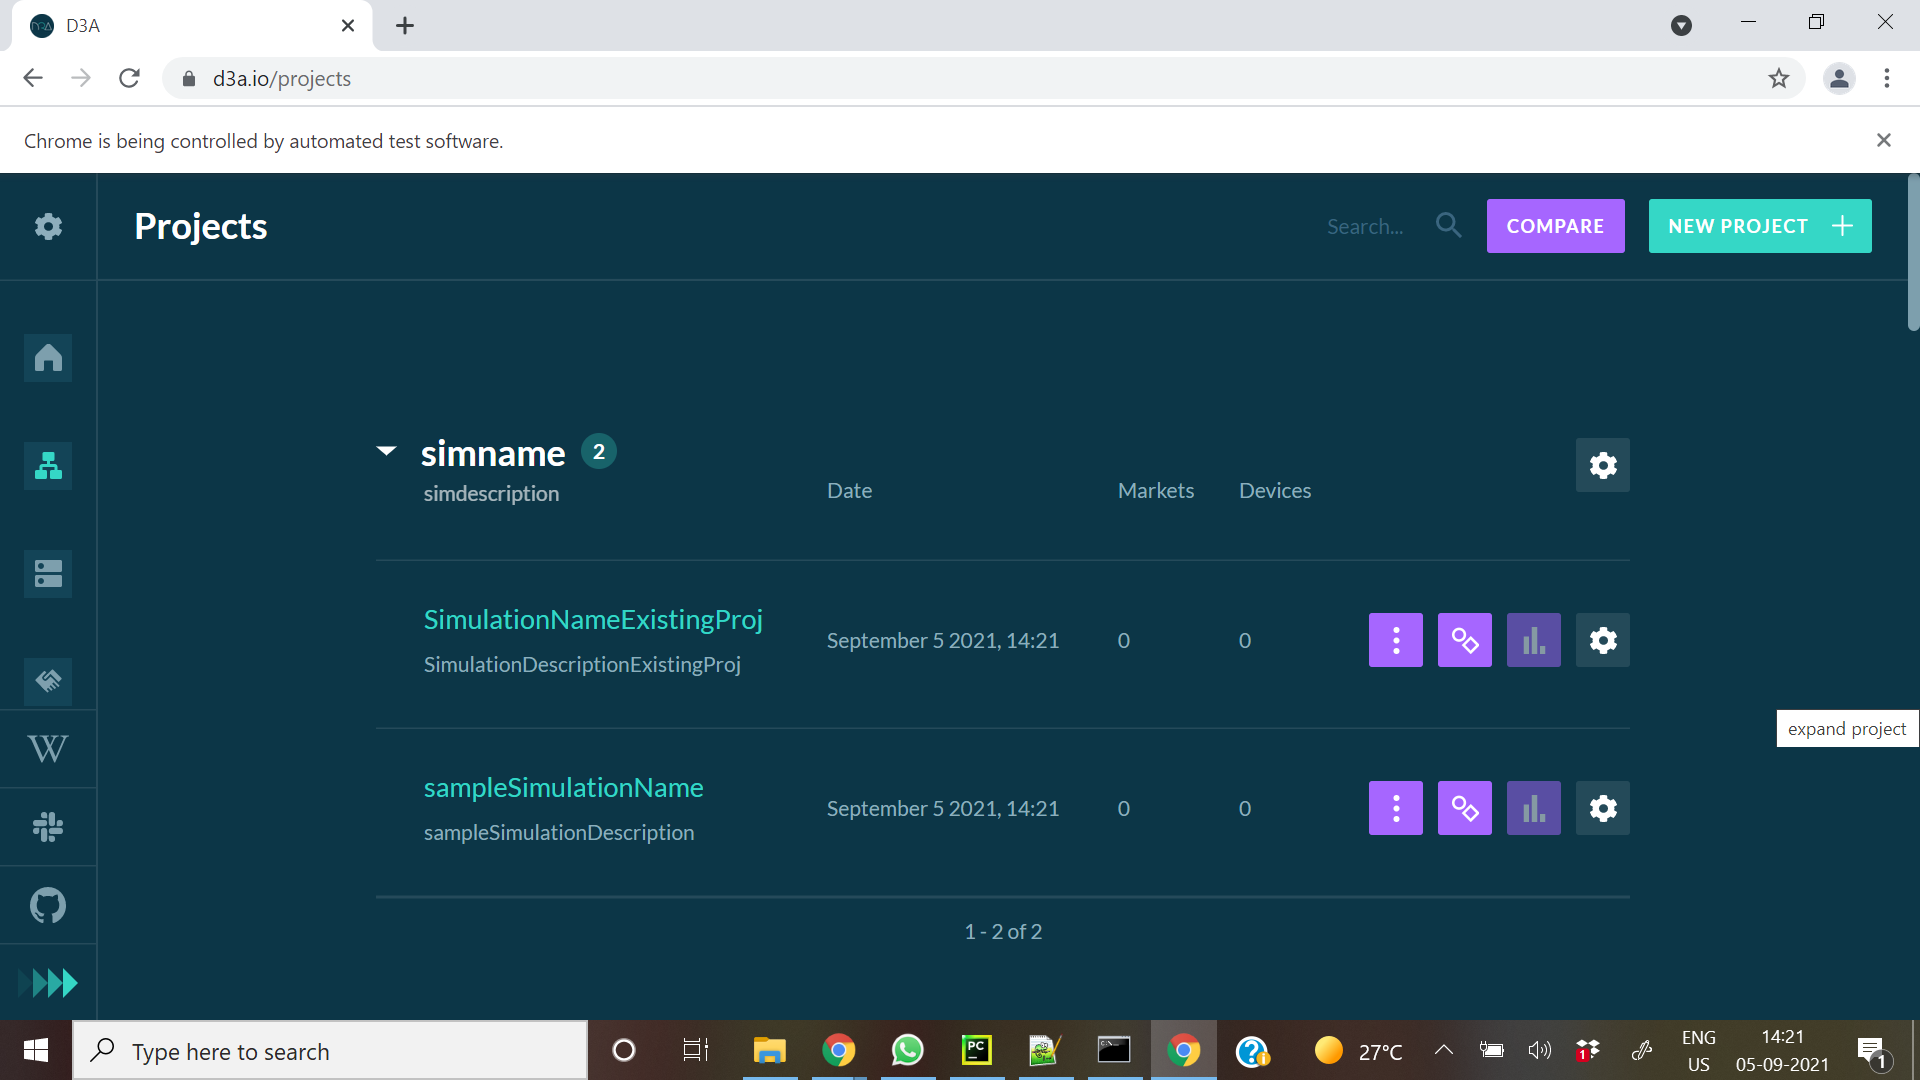 D3A
d3a.io/projects
Chrome is being controlled by automated test software.
Projects
Search...
COMPARE
NEW PROJECT
simname 2
simdescription
Date Markets Devices
SimulationNameExistingProj
SimulationDescriptionExistingProj
September 5 2021, 14:21 0 0
expand project
sampleSimulationName
sampleSimulationDescription
September 5 2021, 14:21 0 0
1 - 2 of 2
W
Type here to search
PC
27°C
1
ENG
US
14:21
05-09-2021
1